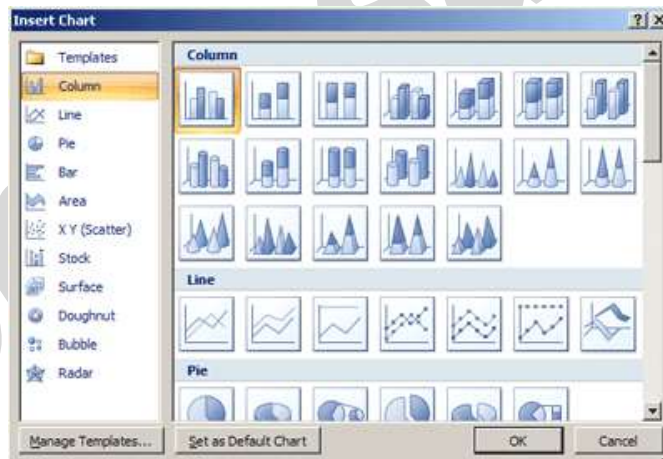 Insert Chart
Templates
Column
Line
Pie
Bar
Area
X Y (Scatter)
Stock
Surface
Doughnut
Bubble
Radar
Column
Line
Pie
Manage Templates...
Set as Default Chart
OK
Cancel